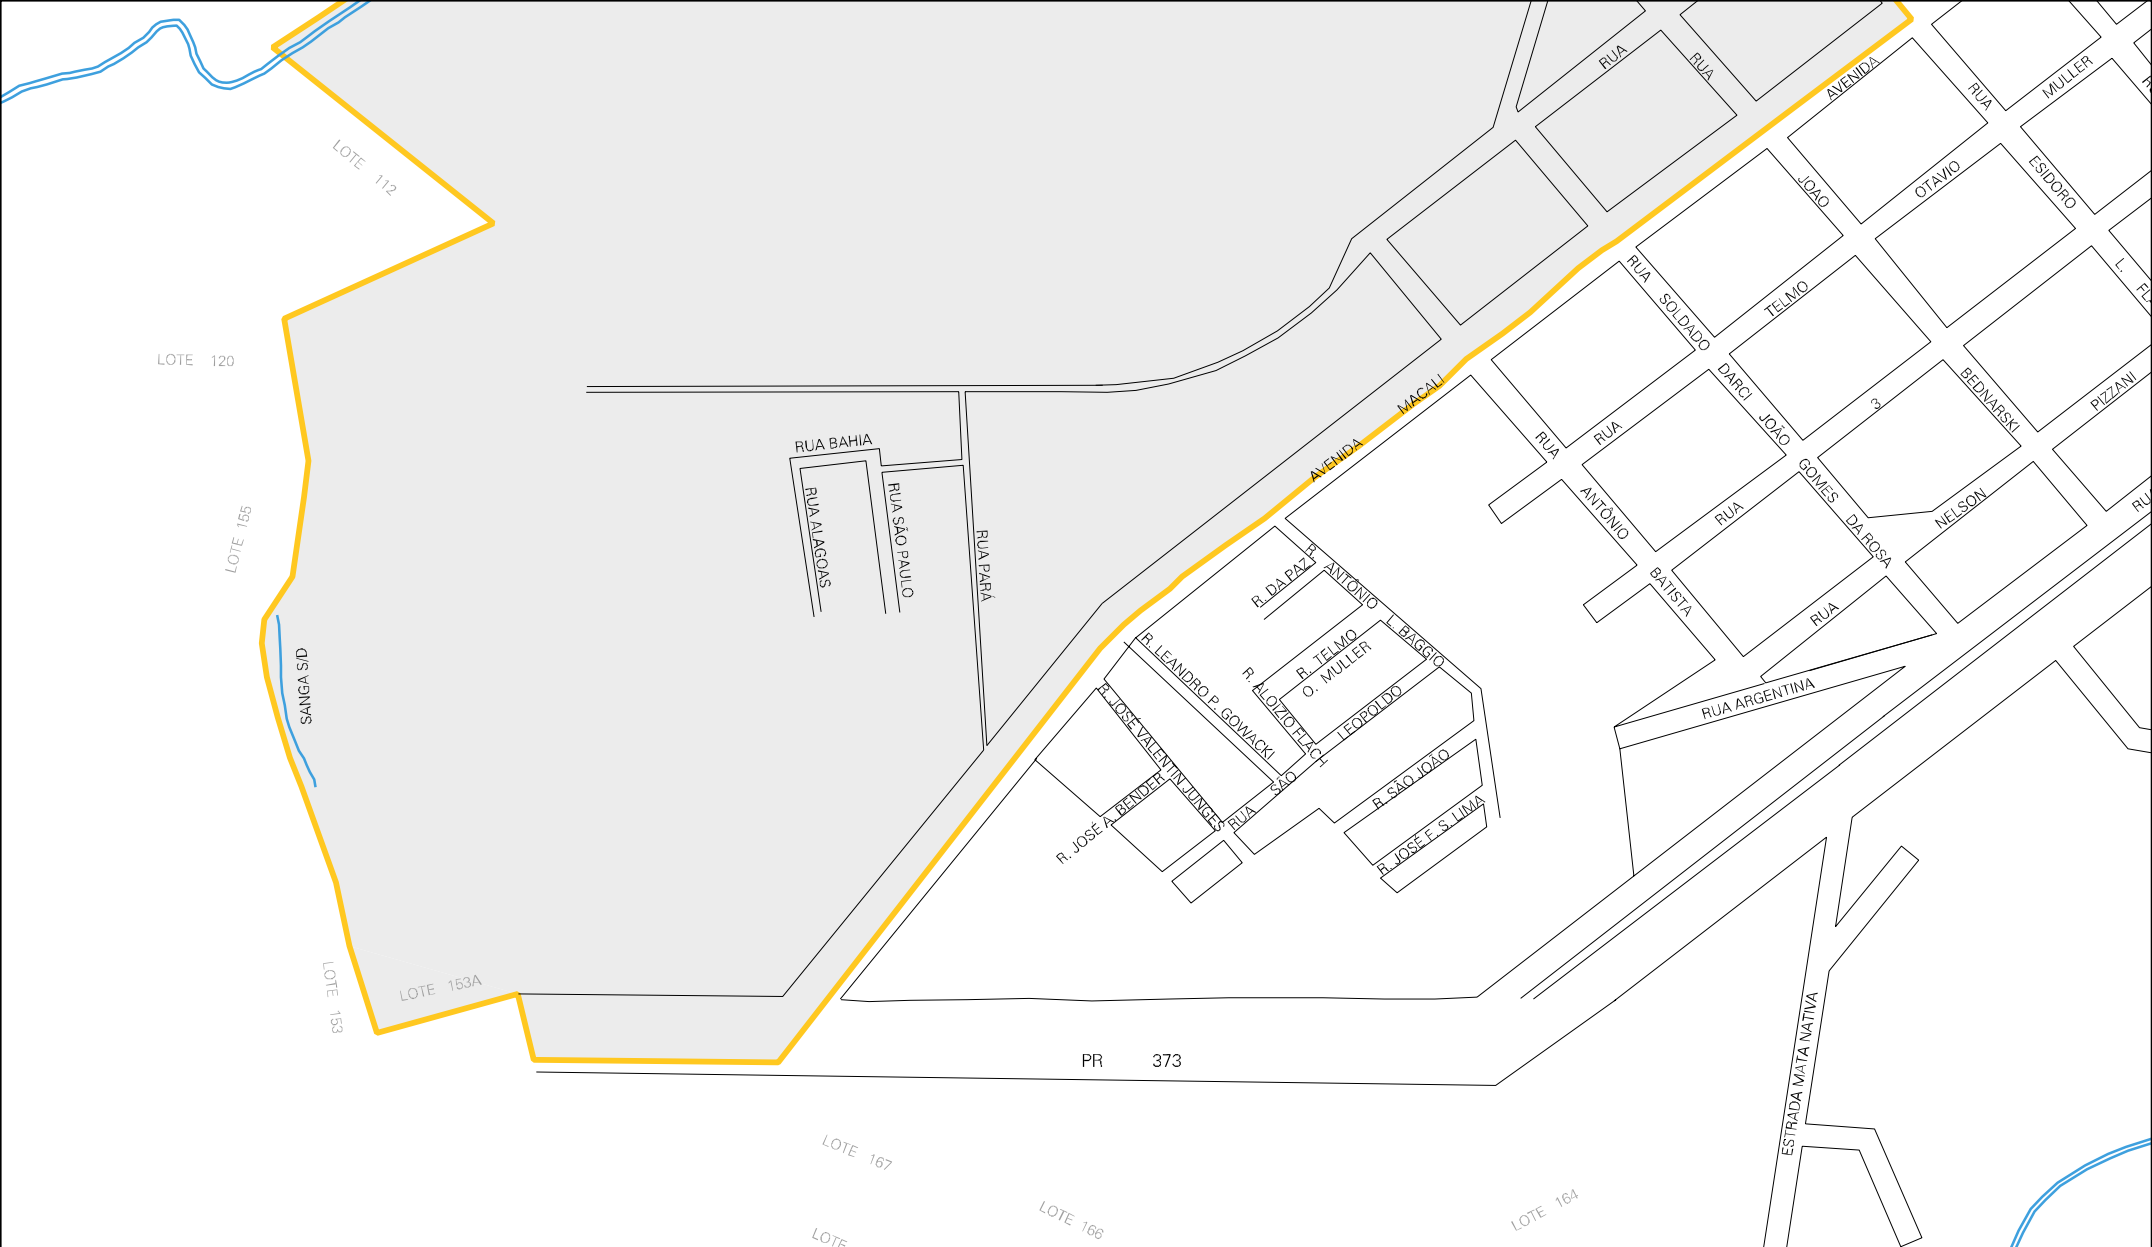 RUA
RUA
AVENIDA
RUA
MULLER
LOTE 112
JOAO
OTAVIO
ESIDORO
L.
RUA SOLDADO
TELMO
LOTE 120
DARCI JOÃO GOMES DA ROSA
3
BEDNARSKI
PIZZANI
AVENIDA MACALI
RUA
RUA
RUA BAHIA
RUA ALAGOAS
RUA SÃO PAULO
RUA PARÁ
ANTÔNIO
RUA
NELSON
LOTE 155
BATISTA
RUA
R. DA PAZ
R. ANTÔNIO L. BAGGIO
SANGA S/D
R. LEANDRO P. GOWACKI
R. TELMO
O. MULLER
R. ALOIZIO FLACH
R. JOSÉ VALENTIN JUNGES
RUA SÃO LEOPOLDO
RUA ARGENTINA
R. JOSÉ A. BENDER
R. SÃO JOÃO
R. JOSÉ F. S. LIMA
LOTE 153
LOTE 153A
PR 373
ESTRADA MATA NATIVA
LOTE 167
LOTE 166
LOTE 164
LOTE